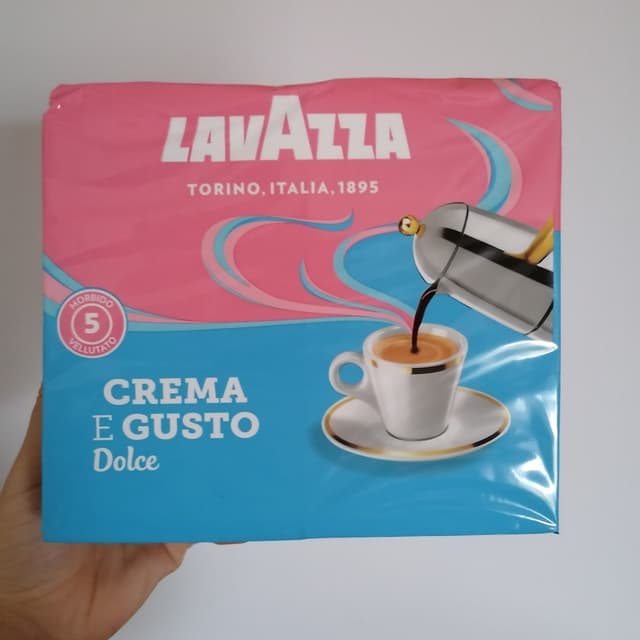 LAVAZZA
TORINO, ITALIA, 1895
MORBIDO
5
VELLUTATO
CREMA
E GUSTO
Dolce